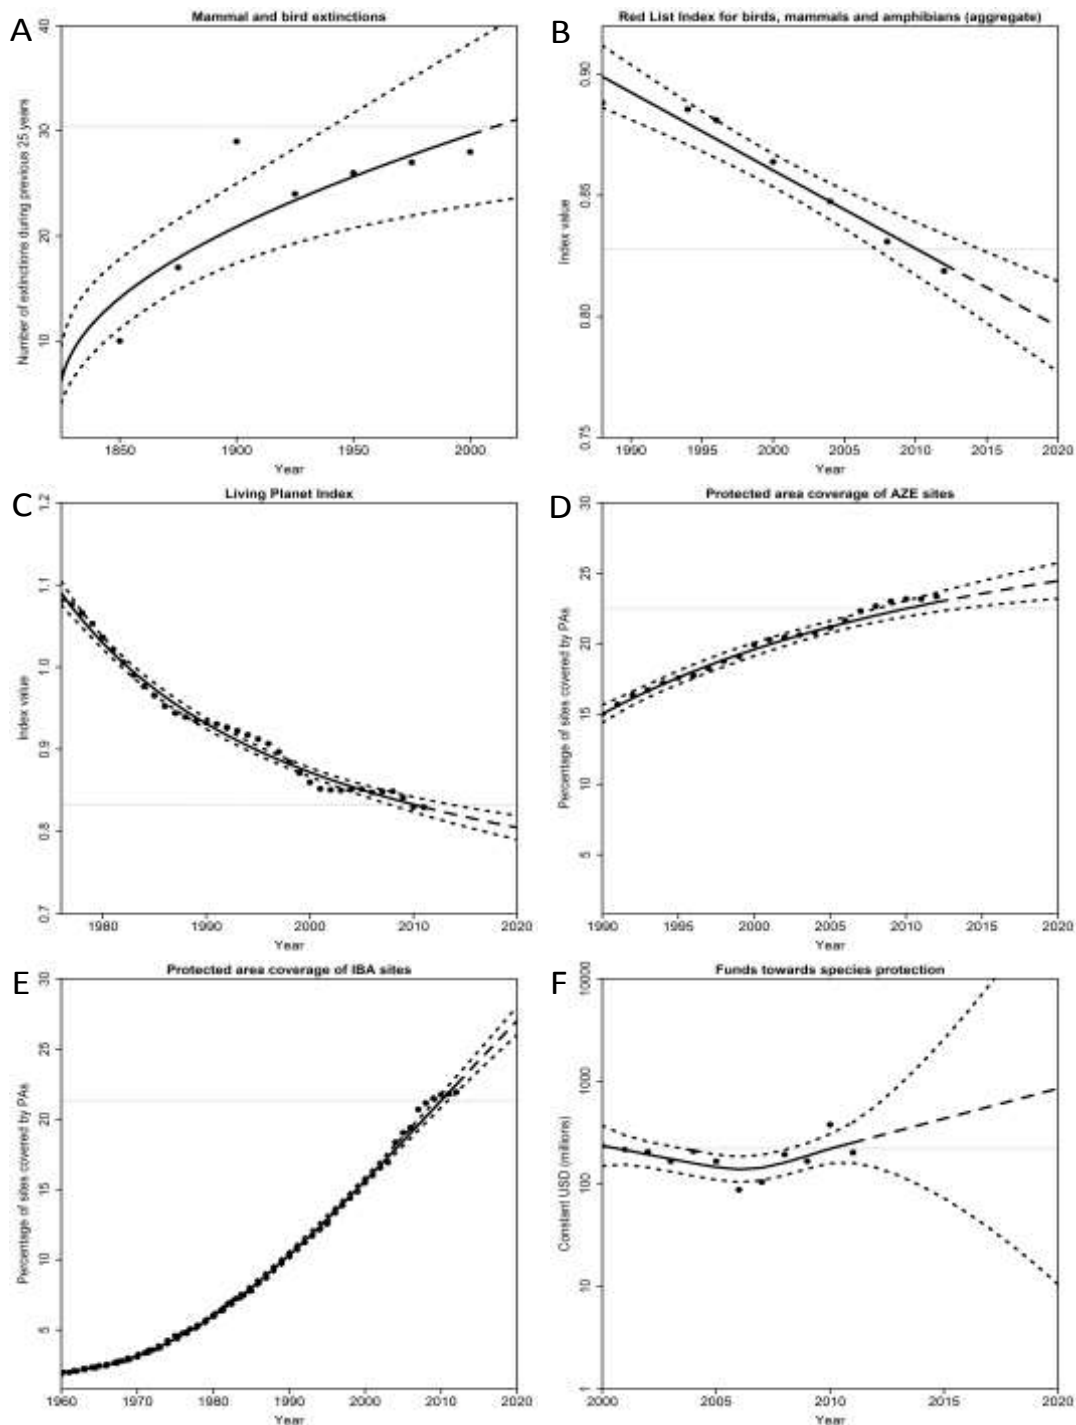 A
Mammal and bird extinctions
Number of extinctions during previous 25 years
40
30
20
10
1850 1900 1950 2000
Year
B
Red List Index for birds, mammals and amphibians (aggregate)
Index value
0.90
0.85
0.80
0.75
1990 1995 2000 2005 2010 2015 2020
Year
C
Living Planet Index
Index value
1.2
1.1
1.0
0.9
0.8
0.7
1980 1990 2000 2010 2020
Year
D
Protected area coverage of AZE sites
Percentage of sites covered by PAs
30
25
20
15
10
5
1990 1995 2000 2005 2010 2015 2020
Year
E
Protected area coverage of IBA sites
Percentage of sites covered by PAs
30
25
20
15
10
5
1960 1970 1980 1990 2000 2010 2020
Year
F
Funds towards species protection
Constant USD (millions)
10000
1000
100
10
1
2000 2005 2010 2015 2020
Year